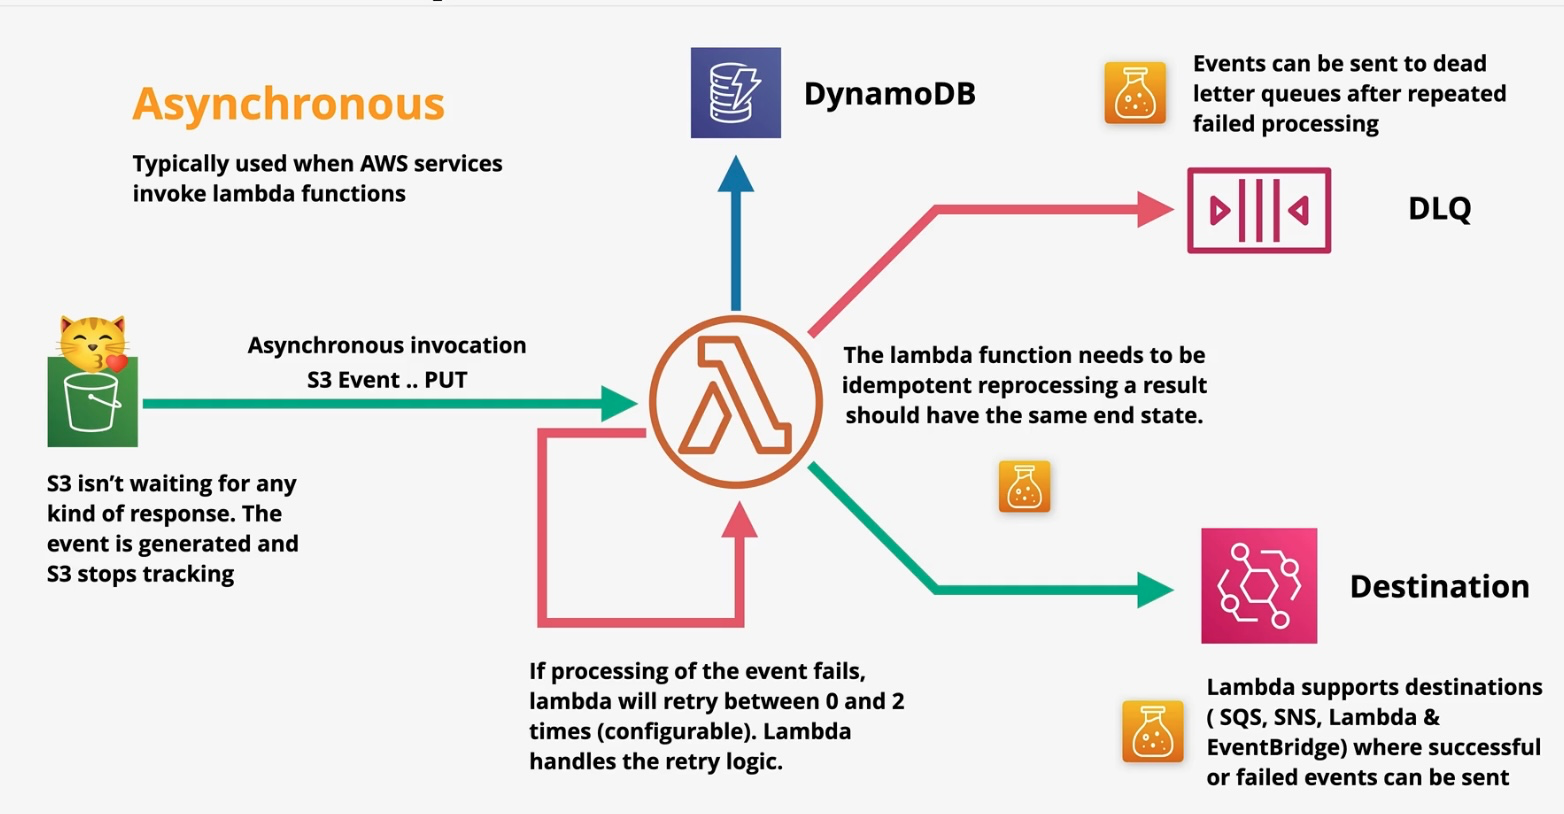 Asynchronous
Typically used when AWS services
invoke lambda functions
DynamoDB
Events can be sent to dead
letter queues after repeated
failed processing
DLQ
Asynchronous invocation
S3 Event .. PUT
The lambda function needs to be
idempotent reprocessing a result
should have the same end state.
S3 isn't waiting for any
kind of response. The
event is generated and
S3 stops tracking
If processing of the event fails,
lambda will retry between 0 and 2
times (configurable). Lambda
handles the retry logic.
Destination
Lambda supports destinations
( SQS, SNS, Lambda &
EventBridge) where successful
or failed events can be sent